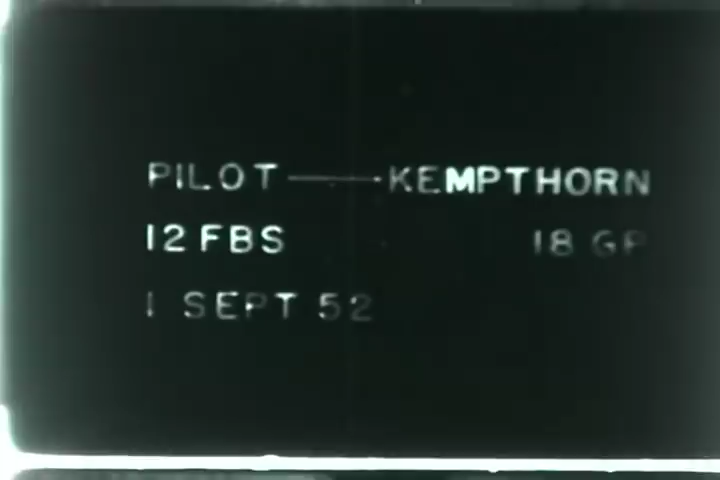 PILOT — KEMPTHORN
12 FBS 18 GP
1 SEPT 52